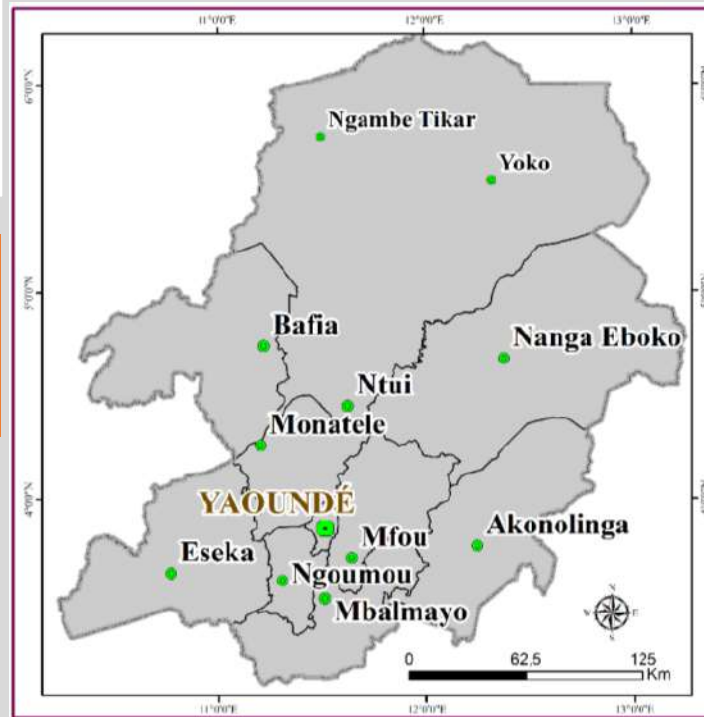 11°0'0"E 12°0'0"E 13°0'0"E
6°0'0"N
Ngambe Tikar
Yoko
5°0'0"N
Bafia
Nanga Eboko
Ntui
Monatele
4°0'0"N
YAOUNDÉ
Akonolinga
Mfou
Eseka
Ngoumou
Mbalmayo
W E
N
S
0 62.5 125
Km
11°0'0"E 12°0'0"E 13°0'0"E